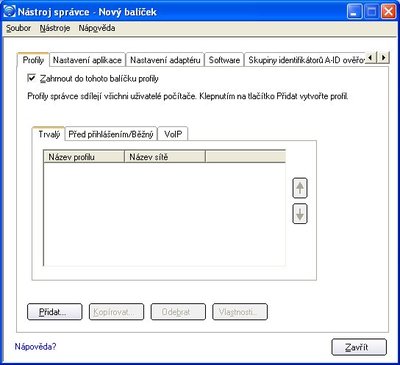 Nástroj správce - Nový balíček
Soubor Nástroje Nápověda
Profily Nastavení aplikace Nastavení adaptéru Software Skupiny identifikátorů A-ID ověřov
Zahrnout do tohoto balíčku profily
Profily správce sdílejí všichni uživatelé počítače. Klepnutím na tlačítko Přidat vytvořte profil.
Trvalý Před přihlášením/Běžný VoIP
Název profilu Název sítě
Přidat... Kopírovat... Odebrat Vlastnosti...
Nápověda? Zavřít